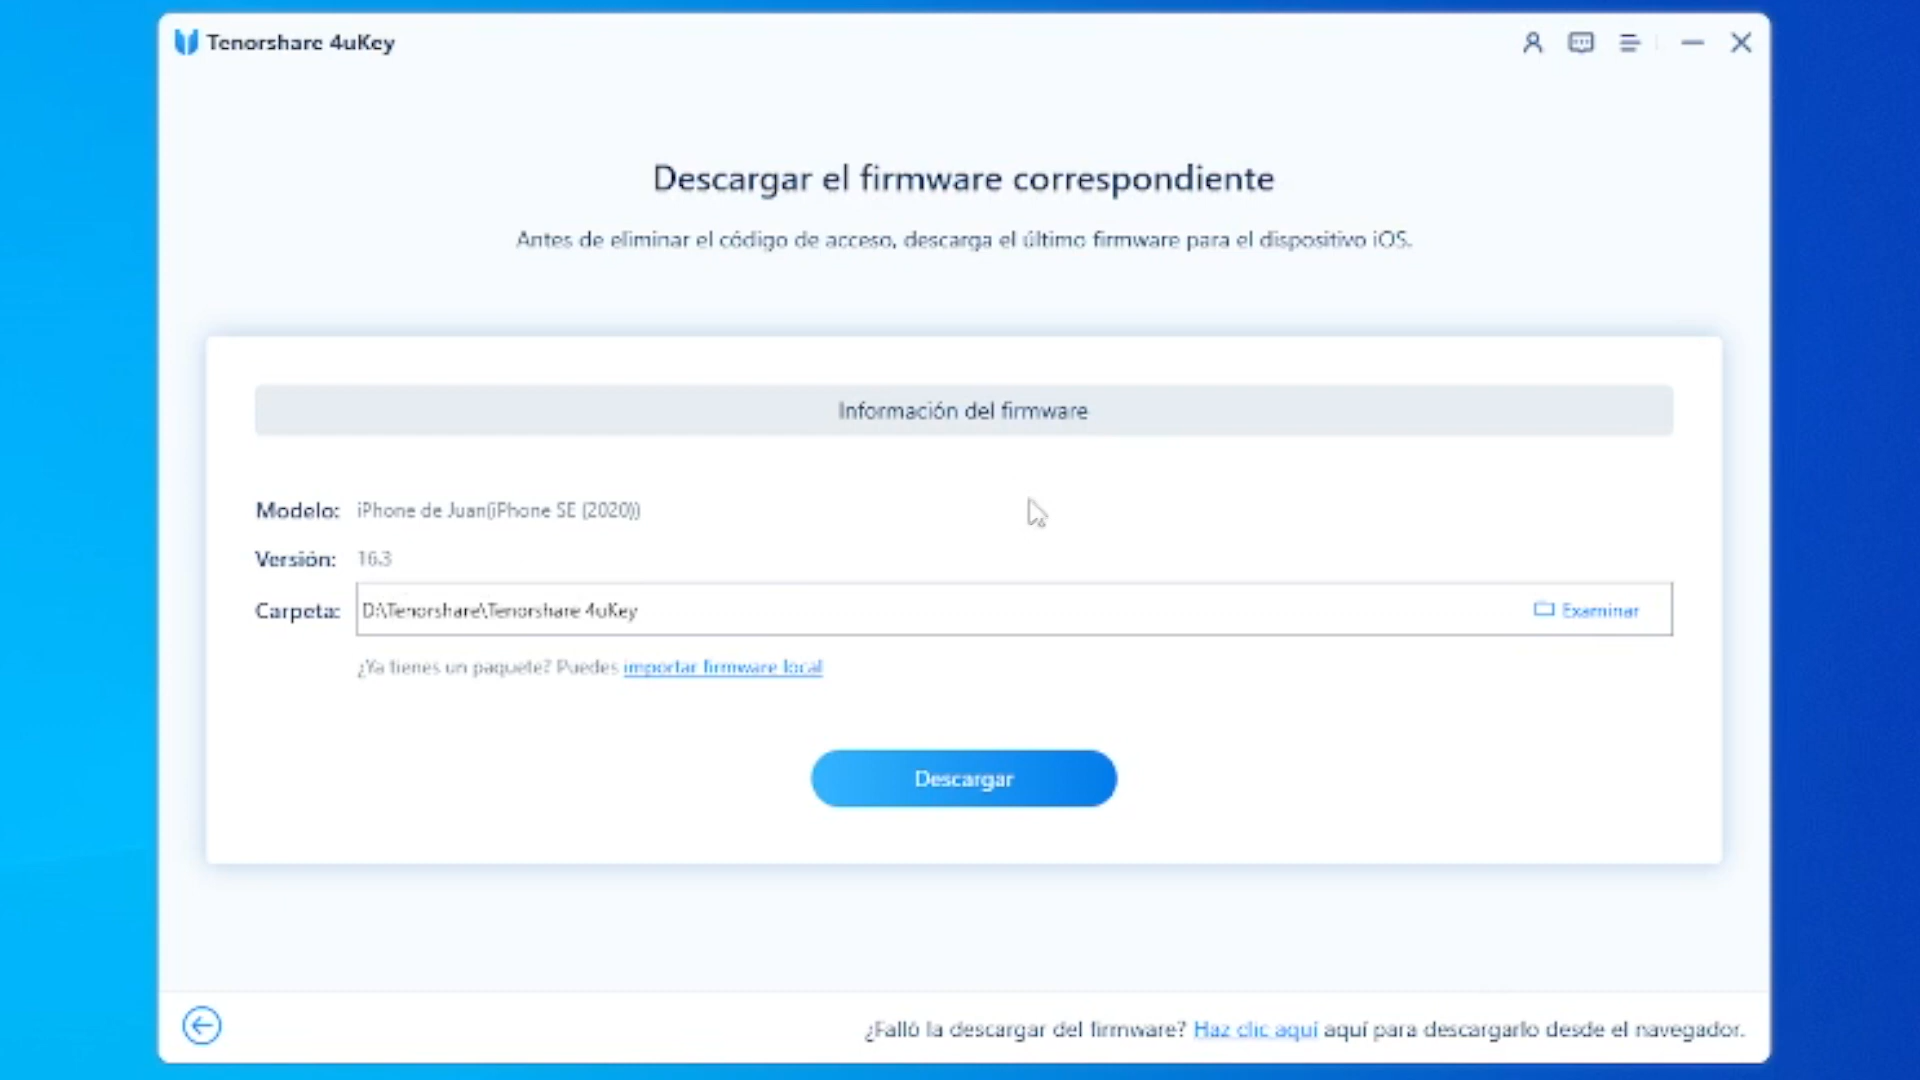 Tenorshare 4uKey
Descargar el firmware correspondiente
Antes de eliminar el código de acceso, descarga el último firmware para el dispositivo iOS.
Información del firmware
Modelo: iPhone de Juan(iPhone SE (2020))
Versión: 16.3
Carpeta: D:\Tenorshare\Tenorshare 4uKey Examinar
¿Ya tienes un paquete? Puedes importar firmware local
Descargar
¿Falló la descargar del firmware? Haz clic aquí aquí para descargarlo desde el navegador.